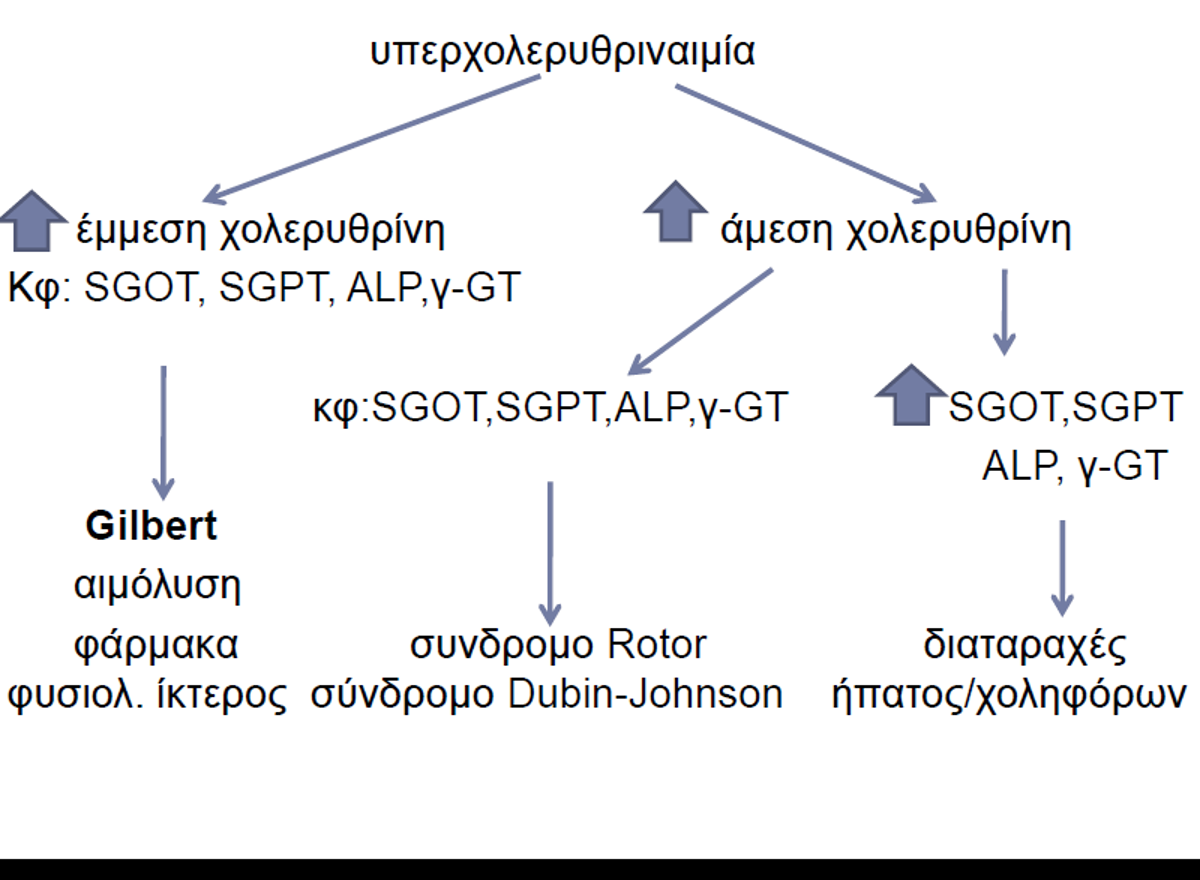 υπερχολερυθριναιμία
έμμεση χολερυθρίνη
Κφ: SGOT, SGPT, ALP,γ-GT
άμεση χολερυθρίνη
κφ:SGOT,SGPT,ALP,γ-GT
SGOT,SGPT
ALP, γ-GT
Gilbert
αιμόλυση
φάρμακα
φυσιολ. ίκτερος
συνδρομο Rotor
σύνδρομο Dubin-Johnson
διαταραχές
ήπατος/χοληφόρων